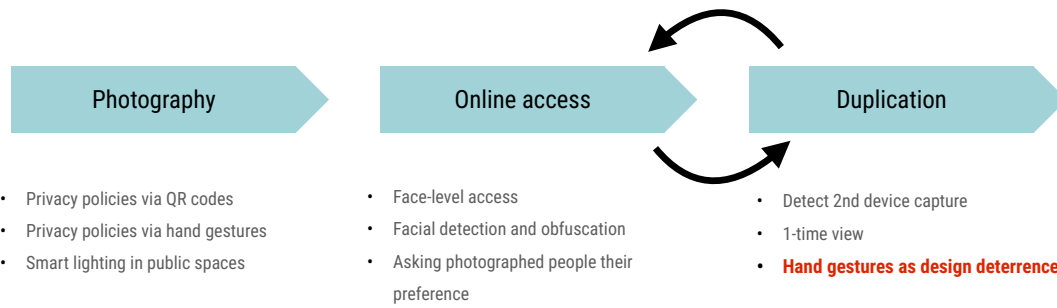 Photography
Online access
Duplication
• Privacy policies via QR codes
• Privacy policies via hand gestures
• Smart lighting in public spaces
• Face-level access
• Facial detection and obfuscation
• Asking photographed people their
preference
• Detect 2nd device capture
• 1-time view
• Hand gestures as design deterrence